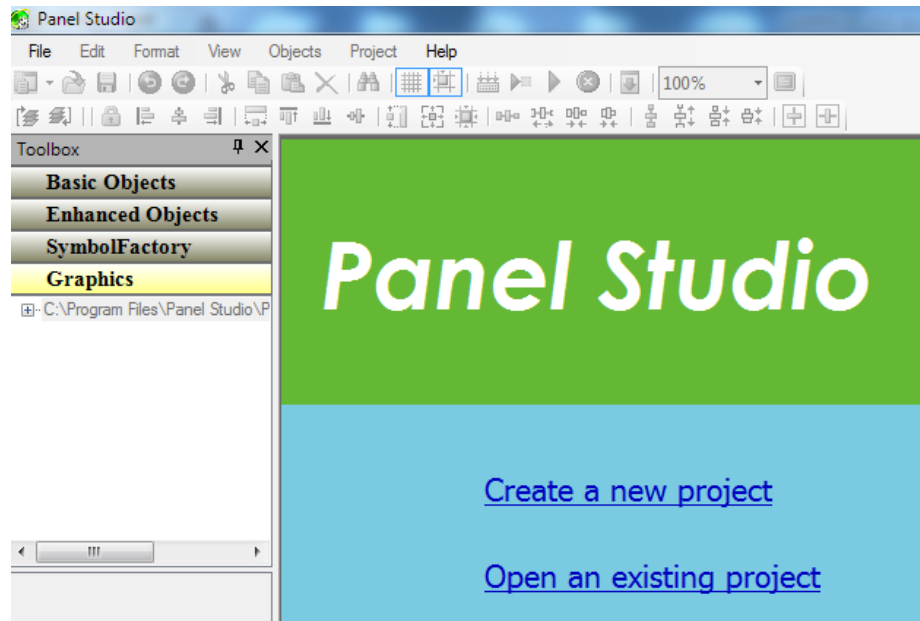 Panel Studio
File Edit Format View Objects Project Help
100%
Toolbox
Basic Objects
Enhanced Objects
SymbolFactory
Graphics
C:\Program Files\Panel Studio\P
Panel Studio
Create a new project
Open an existing project